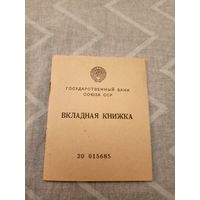 ГОСУДАРСТВЕННЫЙ БАНК
СОЮЗА ССР
ВКЛАДНАЯ КНИЖКА
20 015685